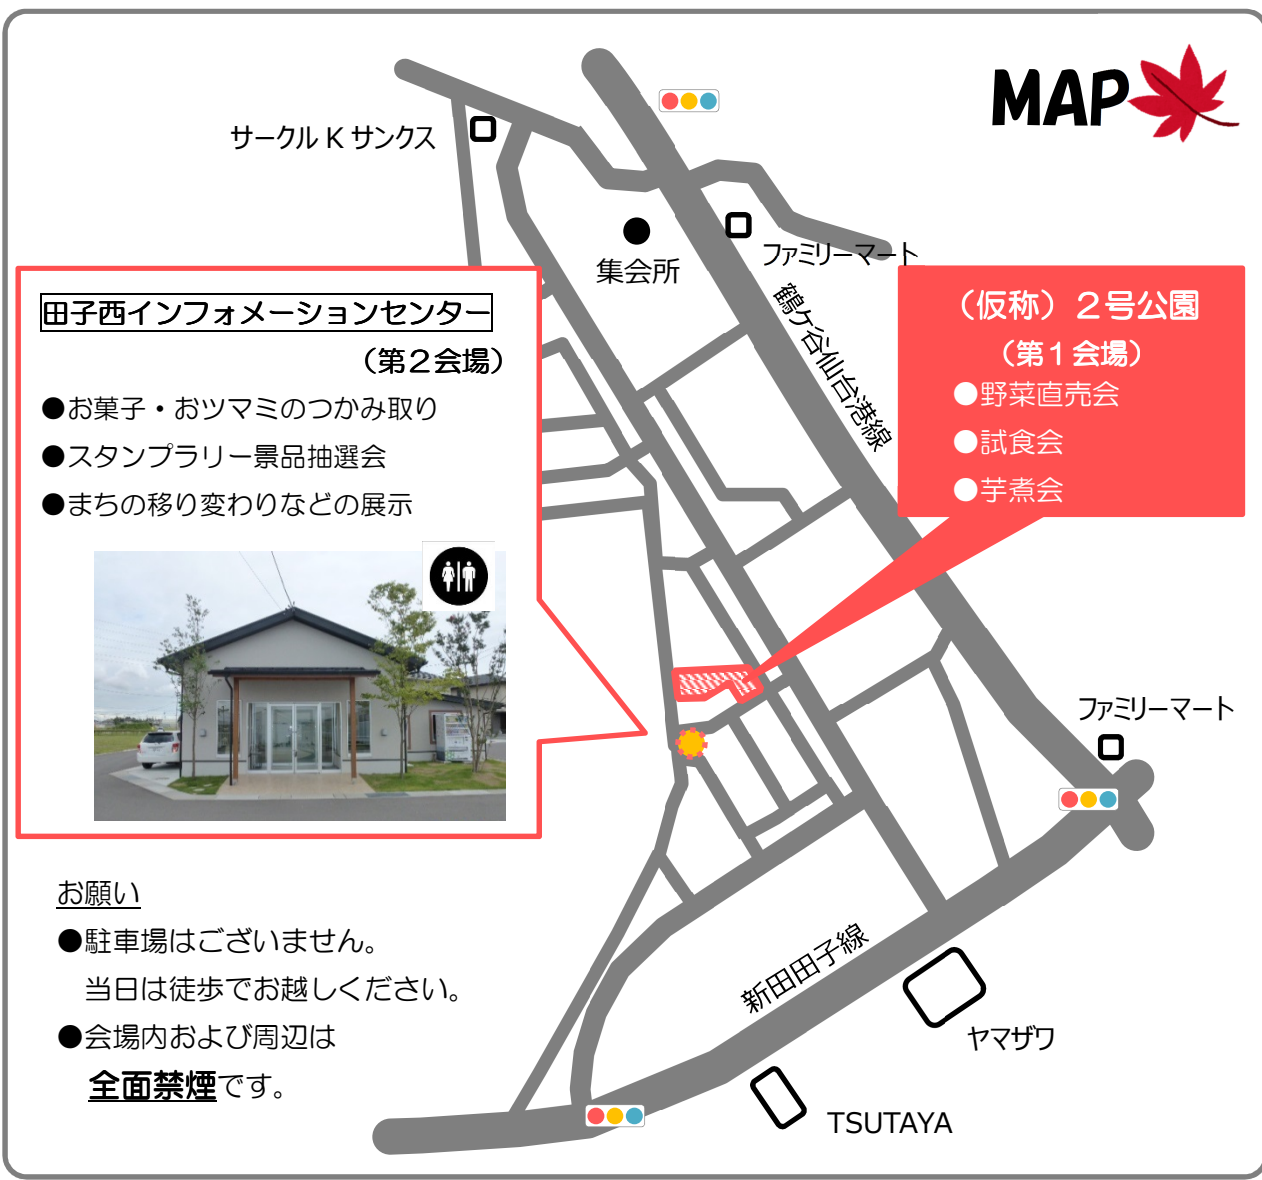 MAP
サークル K サンクス
集会所
ファミリーマート
鶴ケ谷仙台港線
田子西インフォメーションセンター
（第２会場）
●お菓子・おツマミのつかみ取り
●スタンプラリー景品抽選会
●まちの移り変わりなどの展示
（仮称）２号公園
（第１会場）
●野菜直売会
●試食会
●芋煮会
ファミリーマート
お願い
●駐車場はございません。
当日は徒歩でお越しください。
●会場内および周辺は
全面禁煙です。
新田田子線
ヤマザワ
TSUTAYA